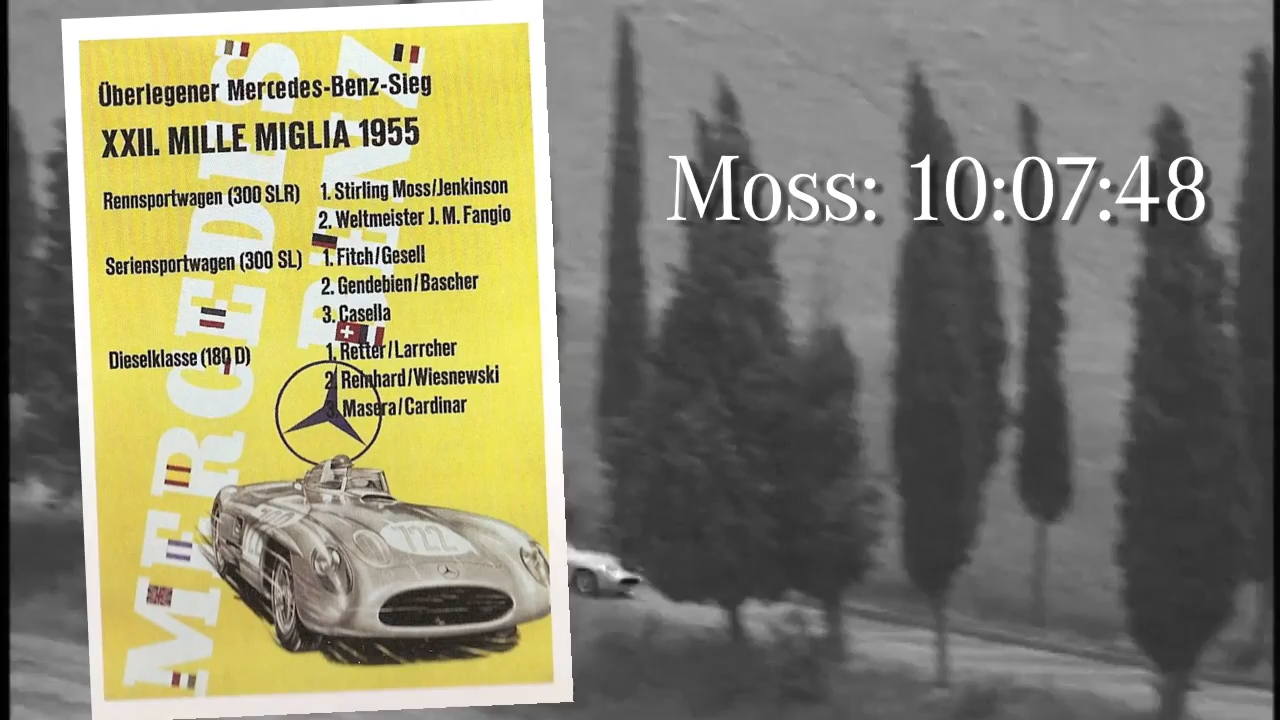 Überlegener Mercedes-Benz-Sieg
XXII. MILLE MIGLIA 1955
Rennsportwagen (300 SLR) 1. Stirling Moss/Jenkinson
2. Weltmeister J. M. Fangio
Seriensportwagen (300 SL) 1. Fitch/Gesell
2. Gendebien/Bascher
3. Casella
Dieselklasse (180 D) 1. Retter/Larrcher
2. Reinhard/Wiesnewski
3. Masera/Cardinar
MERCEDES
BENZ
722
Moss: 10:07:48